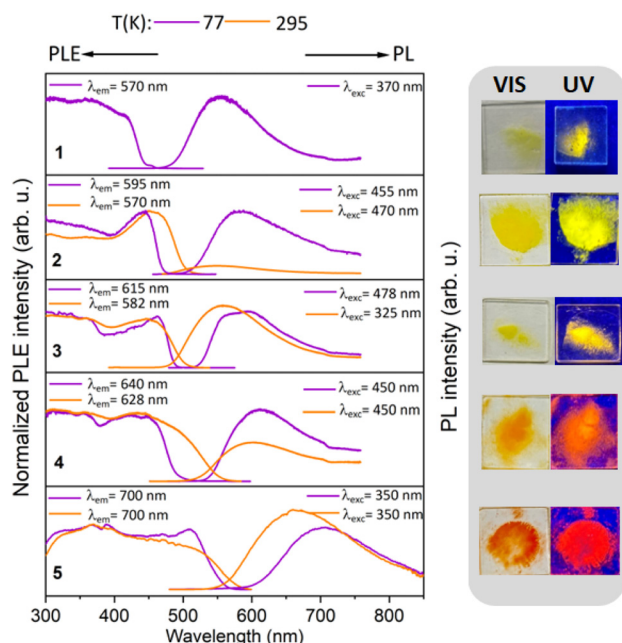 T(K): 77 295
PLE PL
VIS UV
λem= 570 nm λexc= 370 nm
1
λem= 595 nm λexc= 455 nm
λem= 570 nm λexc= 470 nm
2
λem= 615 nm λexc= 478 nm
λem= 582 nm λexc= 325 nm
3
λem= 640 nm λexc= 450 nm
λem= 628 nm λexc= 450 nm
4
λem= 700 nm λexc= 350 nm
λem= 700 nm λexc= 350 nm
5
300 400 500 600 700 800
Wavelength (nm)
Normalized PLE intensity (arb. u.)
PL intensity (arb. u.)